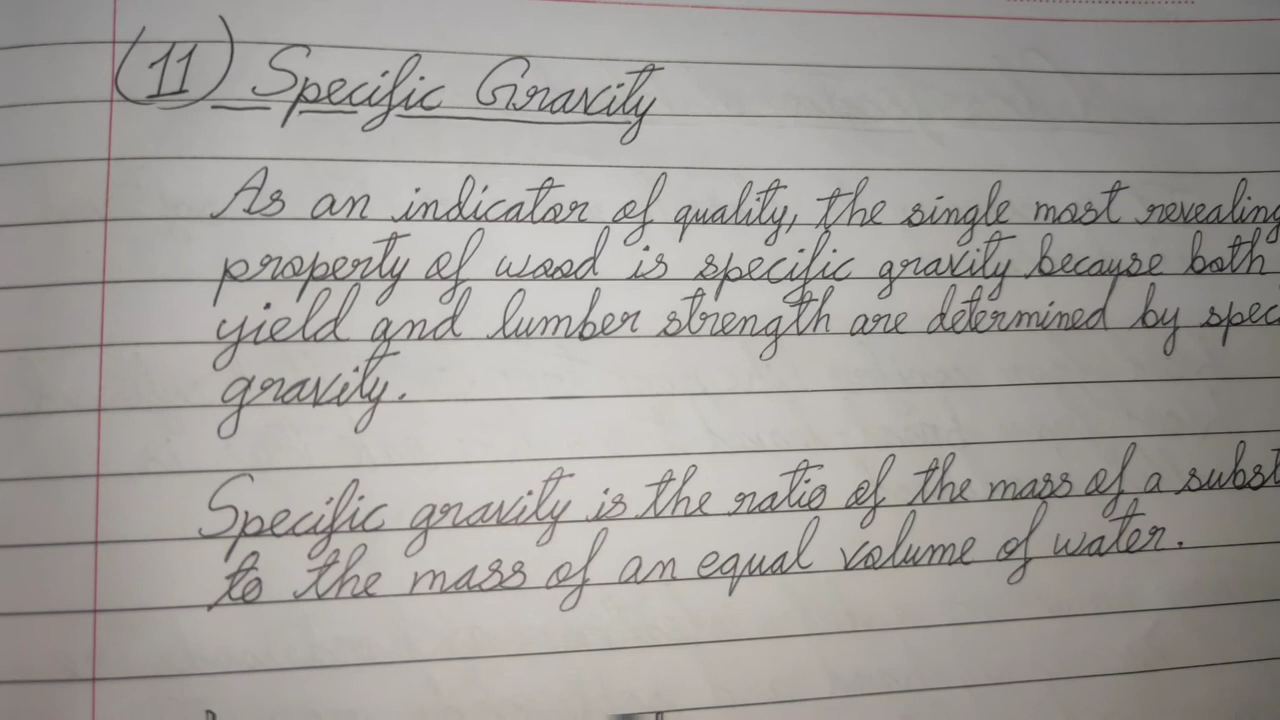 (11) Specific Gravity
As an indicator of quality, the single most revealing
property of wood is specific gravity because both
yield and lumber strength are determined by spec
gravity.
Specific gravity is the ratio of the mass of a subst
to the mass of an equal volume of water.